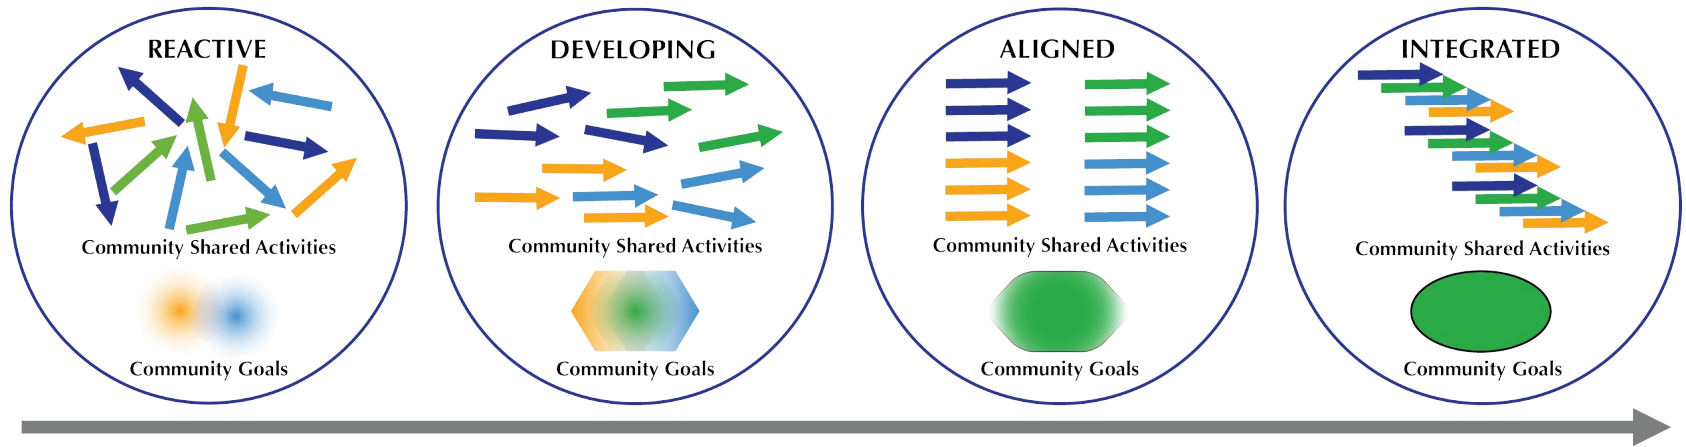 REACTIVE
Community Shared Activities
Community Goals
DEVELOPING
Community Shared Activities
Community Goals
ALIGNED
Community Shared Activities
Community Goals
INTEGRATED
Community Shared Activities
Community Goals